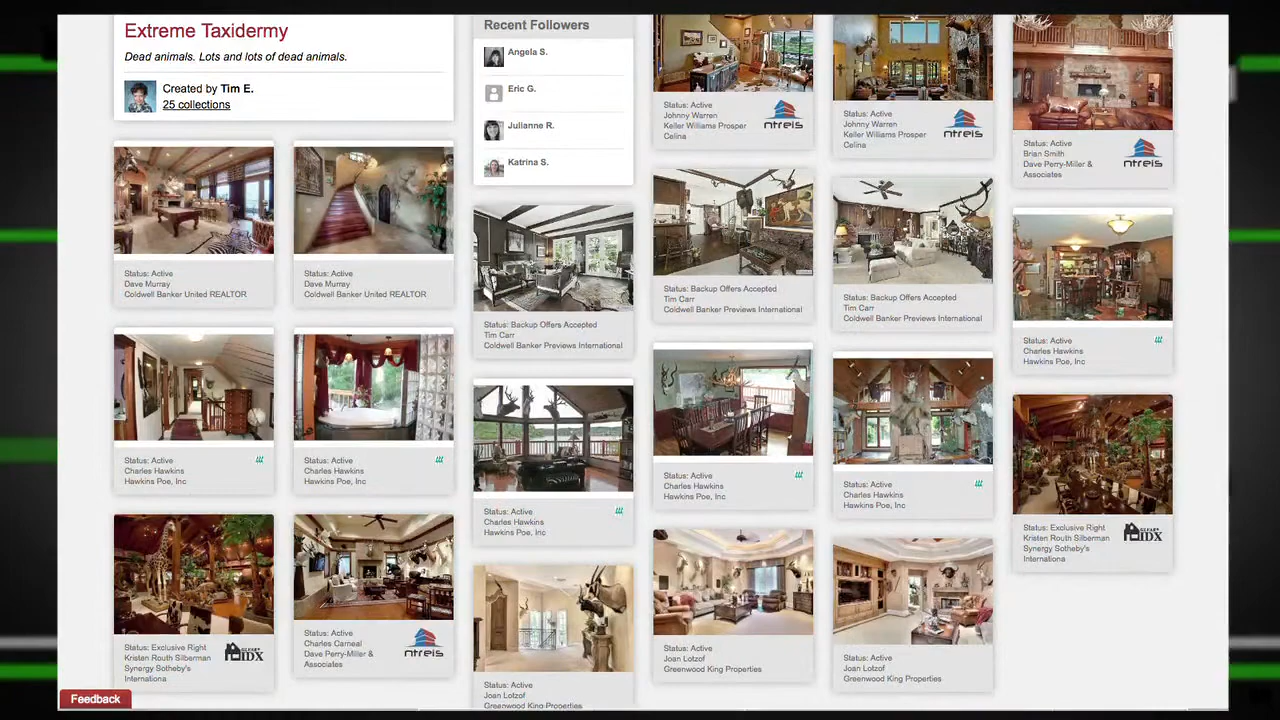 Extreme Taxidermy
Dead animals. Lots and lots of dead animals.
Created by Tim E.
25 collections
Status: Active
Dave Murray
Coldwell Banker United REALTOR
Status: Active
Dave Murray
Coldwell Banker United REALTOR
Status: Active
Charles Hawkins
Hawkins Poe, Inc
Status: Active
Charles Hawkins
Hawkins Poe, Inc
Status: Exclusive Right
Kristen Routh Silberman
Synergy Sotheby's
Internationa
IDX
Status: Active
Charles Carneal
Dave Perry-Miller &
Associates
ntreis
Feedback
Recent Followers
Angela S.
Eric G.
Julianne R.
Katrina S.
Status: Backup Offers Accepted
Tim Carr
Coldwell Banker Previews International
Status: Active
Charles Hawkins
Hawkins Poe, Inc
Status: Active
Joan Lotzof
Greenwood King Properties
Status: Active
Johnny Warren
Keller Williams Prosper
Celina
ntreis
Status: Backup Offers Accepted
Tim Carr
Coldwell Banker Previews International
Status: Active
Charles Hawkins
Hawkins Poe, Inc
Status: Active
Joan Lotzof
Greenwood King Properties
Status: Active
Johnny Warren
Keller Williams Prosper
Celina
ntreis
Status: Backup Offers Accepted
Tim Carr
Coldwell Banker Previews International
Status: Active
Charles Hawkins
Hawkins Poe, Inc
Status: Active
Joan Lotzof
Greenwood King Properties
Status: Active
Brian Smith
Dave Perry-Miller &
Associates
ntreis
Status: Active
Charles Hawkins
Hawkins Poe, Inc
Status: Exclusive Right
Kristen Routh Silberman
Synergy Sotheby's
Internationa
IDX